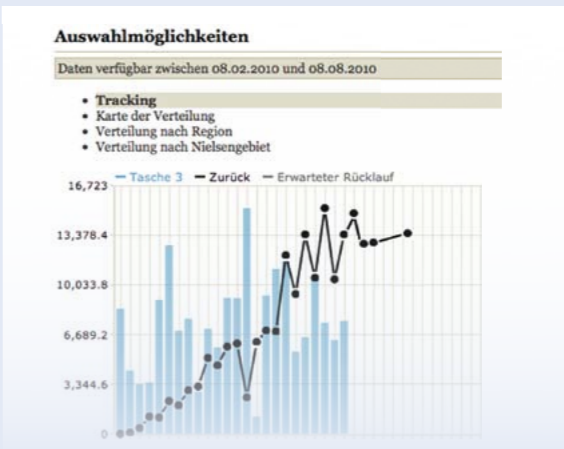 Auswahlmöglichkeiten
Daten verfügbar zwischen 08.02.2010 und 08.08.2010
• Tracking
• Karte der Verteilung
• Verteilung nach Region
• Verteilung nach Nielsengebiet
Tasche 3 Zurück Erwarteter Rücklauf
16,723
13,378.4
10,033.8
6,689.2
3,344.6
0